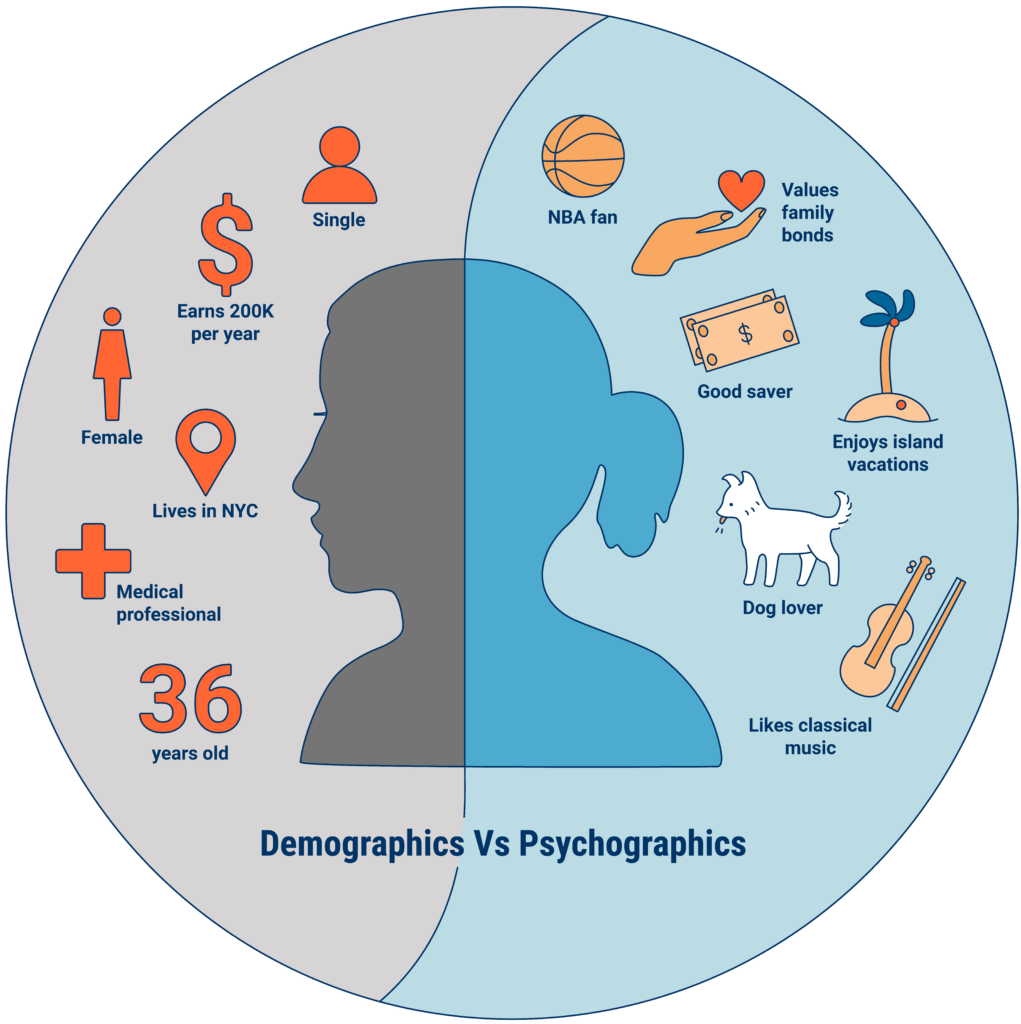 Single
$
Earns 200K
per year
Female
Lives in NYC
Medical
professional
36
years old
NBA fan
Values
family
bonds
$
Good saver
Enjoys island
vacations
Dog lover
Likes classical
music
Demographics Vs Psychographics